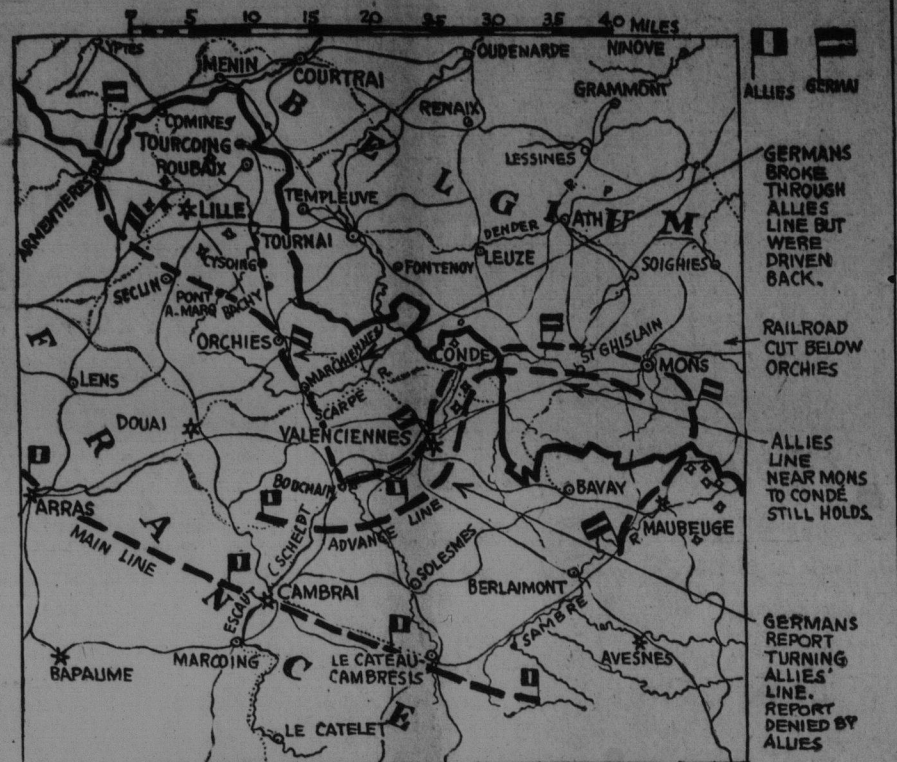 0 5 10 15 20 25 30 35 40 MILES
YPRES
MENIN
COURTRAI
OUDENARDE
NINOVE
ALLIES
GERMAN
GRAMMONT
RENAIX
COMINES
TOURCOING
ROUBAIX
LESSINES
ARMENTIERES
LILLE
TEMPLEUVE
TOURNAI
DENDER
R
ATH
BELGIUM
LEUZE
FONTENOY
SOIGHIES
CYSOING
SECLIN
PONT
A-MARQ
BACHY
ORCHIES
MARCHIENNES
CONDE
ST GHISLAIN
MONS
LENS
SCARPE R.
DOUAI
VALENCIENNES
BOUCHAIN
BAVAY
MAUBEUGE
ARRAS
MAIN LINE
ADVANCE LINE
(SCHELDT
ESCAUT
SOLESMES
CAMBRAI
BERLAIMONT
SAMBRE
R
MARCOING
LE CATEAU-
CAMBRESIS
AVESNES
BAPAUME
LE CATELET
FRANCE
GERMANS
BROKE
THROUGH
ALLIES
LINE BUT
WERE
DRIVEN
BACK.
RAILROAD
CUT BELOW
ORCHIES
ALLIES
LINE
NEAR MONS
TO CONDÉ
STILL HOLDS.
GERMANS
REPORT
TURNING
ALLIES'
LINE.
REPORT
DENIED BY
ALLIES